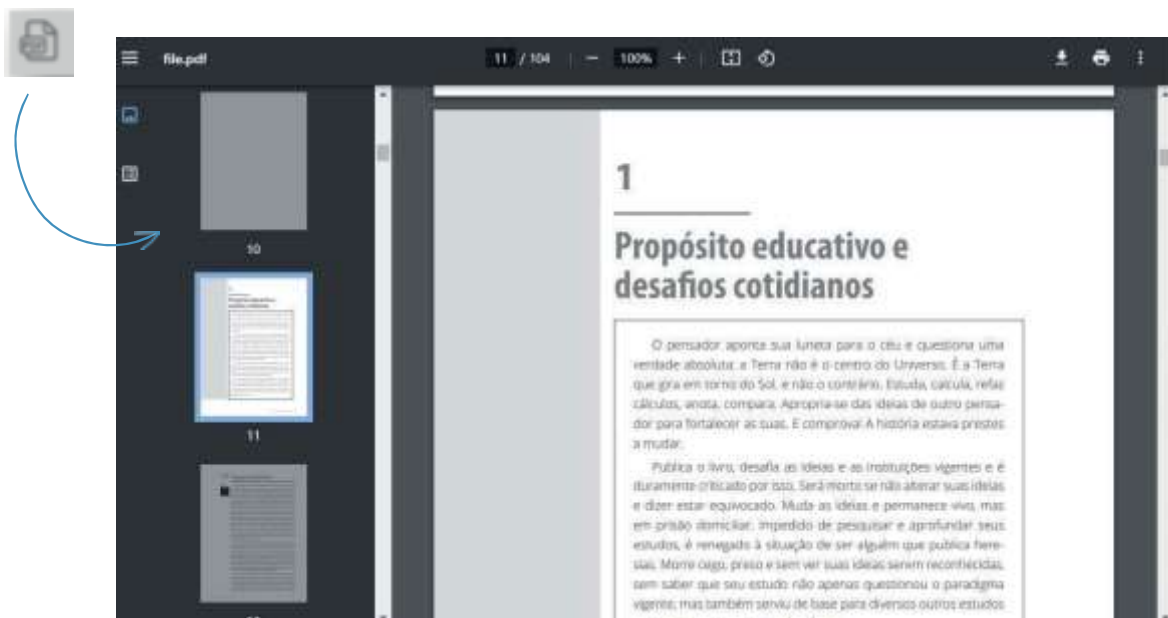 file.pdf
11 / 104
100%
10
11
1
Propósito educativo e
desafios cotidianos
O pensador aponta sua luneta para o céu e questiona uma
verdade absoluta: a Terra não é o centro do Universo. É a Terra
que gira em torno do Sol, e não o contrário. Estuda, calcula, refaz
cálculos, anota, compara. Apropria-se das ideias de outro pensa-
dor para fortalecer as suas. E comprova! A história estava prestes
a mudar.
Publica o livro, desafia as ideias e as instituições vigentes e é
duramente criticado por isso. Será morto se não alterar suas ideias
e dizer estar equivocado. Muda as ideias e permanece vivo, mas
em prisão domiciliar. Impedido de pesquisar e aprofundar seus
estudos, é renegado à situação de ser alguém que publica here-
sias. Morre cego, preso e sem ver suas ideias serem reconhecidas,
sem saber que seu estudo não apenas questionou o paradigma
vigente, mas também serviu de base para diversos outros estudos